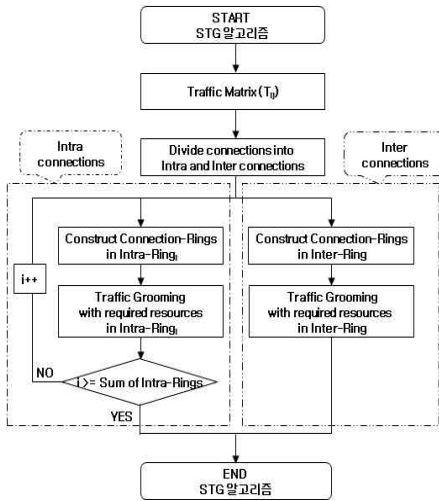 START
STG 알고리즘
Traffic Matrix(Tij)
Divide connections into
Intra and Inter connections
Intra
connections
Inter
connections
Construct Connection-Rings
in Intra-Ringi
Construct Connection-Rings
in Inter-Ring
i++
Traffic Grooming
with required resources
in Intra-Ringi
Traffic Grooming
with required resources
in Inter-Ring
NO
i >= Sum of Intra-Rings
YES
END
STG 알고리즘